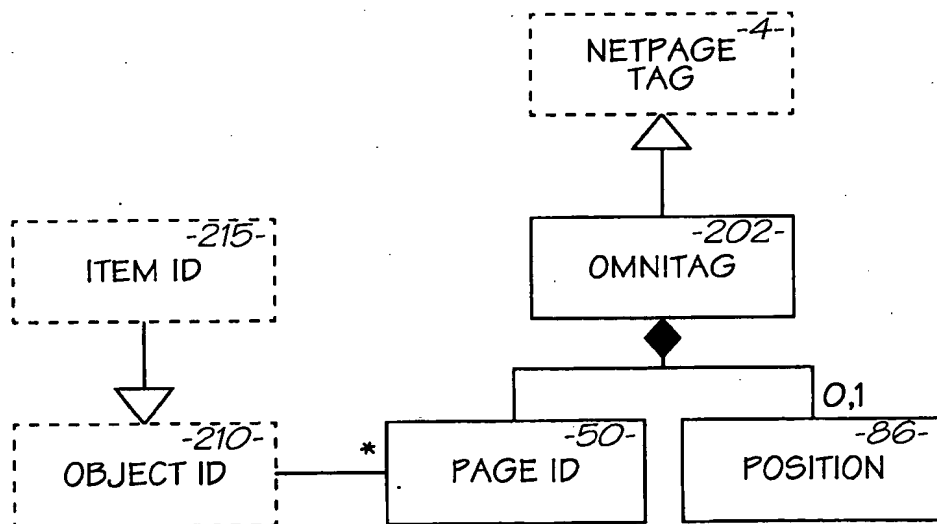 -4-
NETPAGE
TAG
-215-
ITEM ID
-202-
OMNITAG
0,1
-210-
OBJECT ID
*
-50-
PAGE ID
-86-
POSITION